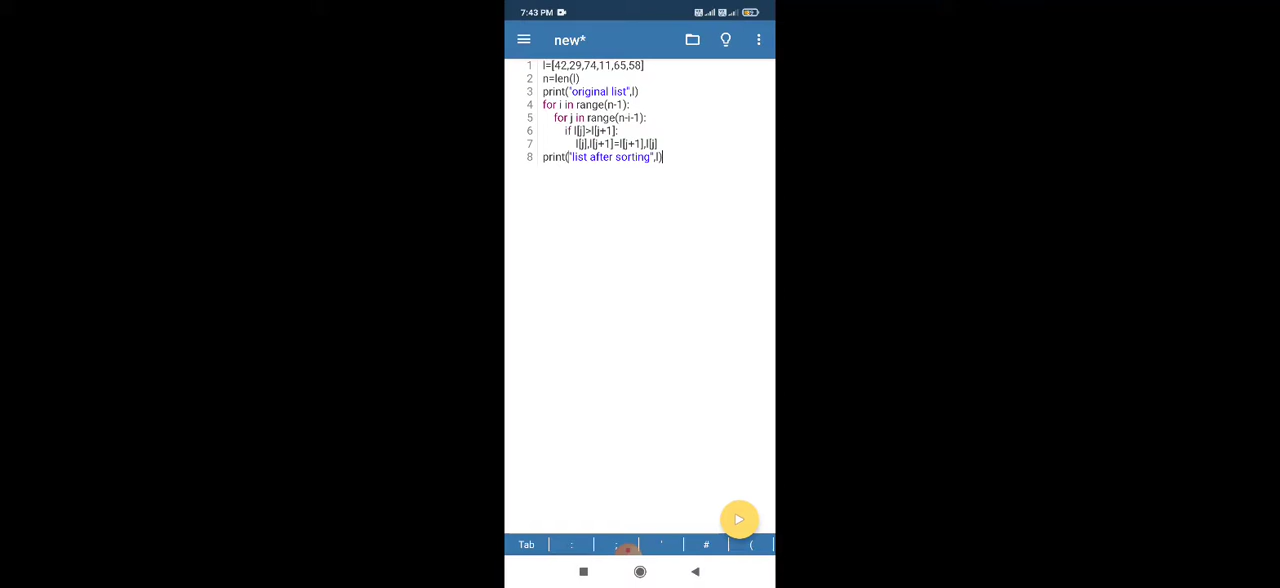 7:43 PM
new*
1 l=[42,29,74,11,65,58]
2 n=len(l)
3 print("original list",l)
4 for i in range(n-1):
5 for j in range(n-i-1):
6 if l[j]>l[j+1]:
7 l[j],l[j+1]=l[j+1],l[j]
8 print("list after sorting",l)
Tab : ; ' # (